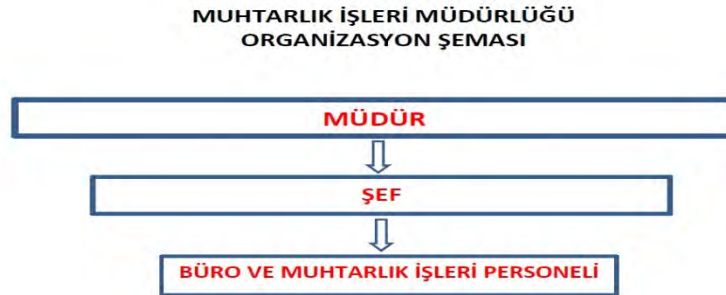 MUHTARLIK İŞLERİ MÜDÜRLÜĞÜ
ORGANİZASYON ŞEMASI
MÜDÜR
ŞEF
BÜRO VE MUHTARLIK İŞLERİ PERSONELİ